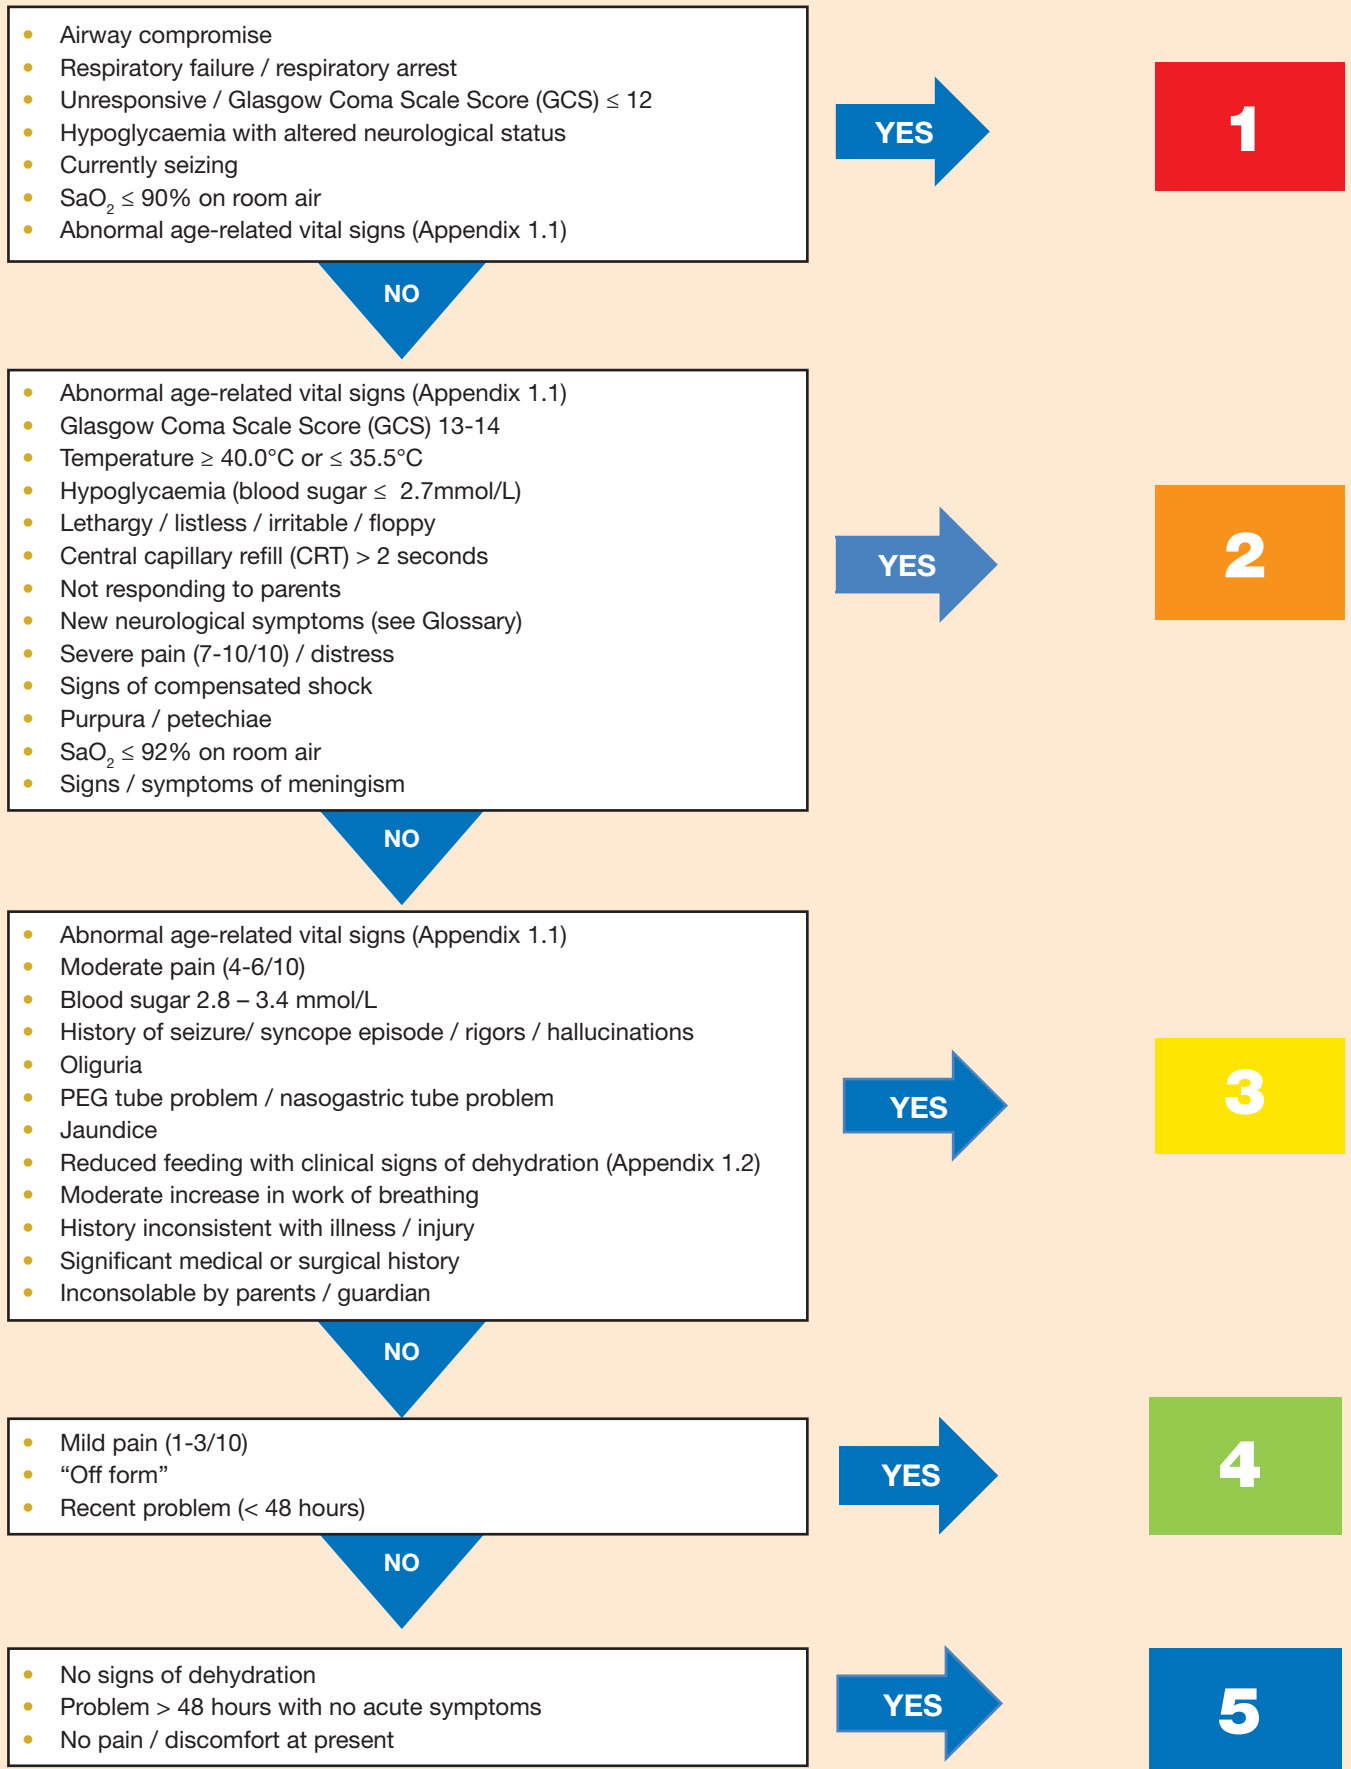 • Airway compromise
• Respiratory failure / respiratory arrest
• Unresponsive / Glasgow Coma Scale Score (GCS) ≤ 12
• Hypoglycaemia with altered neurological status
• Currently seizing
• SaO₂ ≤ 90% on room air
• Abnormal age-related vital signs (Appendix 1.1)
YES
1
NO
• Abnormal age-related vital signs (Appendix 1.1)
• Glasgow Coma Scale Score (GCS) 13-14
• Temperature ≥ 40.0°C or ≤ 35.5°C
• Hypoglycaemia (blood sugar ≤ 2.7mmol/L)
• Lethargy / listless / irritable / floppy
• Central capillary refill (CRT) > 2 seconds
• Not responding to parents
• New neurological symptoms (see Glossary)
• Severe pain (7-10/10) / distress
• Signs of compensated shock
• Purpura / petechiae
• SaO₂ ≤ 92% on room air
• Signs / symptoms of meningism
YES
2
NO
• Abnormal age-related vital signs (Appendix 1.1)
• Moderate pain (4-6/10)
• Blood sugar 2.8 – 3.4 mmol/L
• History of seizure/ syncope episode / rigors / hallucinations
• Oliguria
• PEG tube problem / nasogastric tube problem
• Jaundice
• Reduced feeding with clinical signs of dehydration (Appendix 1.2)
• Moderate increase in work of breathing
• History inconsistent with illness / injury
• Significant medical or surgical history
• Inconsolable by parents / guardian
YES
3
NO
• Mild pain (1-3/10)
• “Off form”
• Recent problem (< 48 hours)
YES
4
NO
• No signs of dehydration
• Problem > 48 hours with no acute symptoms
• No pain / discomfort at present
YES
5